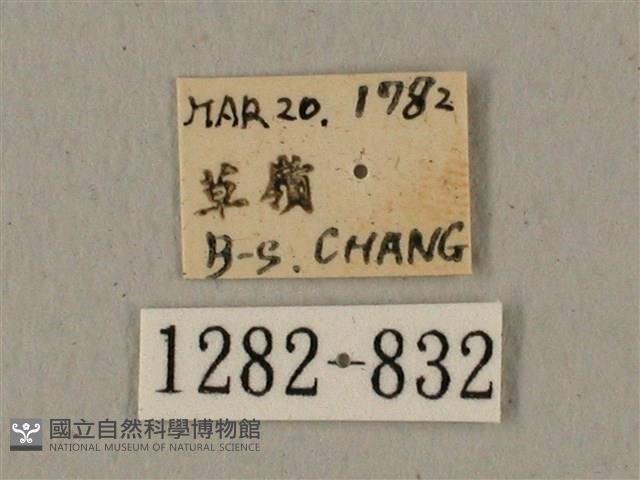 MAR 20. 1982
草嶺
B-S. CHANG
1282-832
國立自然科學博物館
NATIONAL MUSEUM OF NATURAL SCIENCE